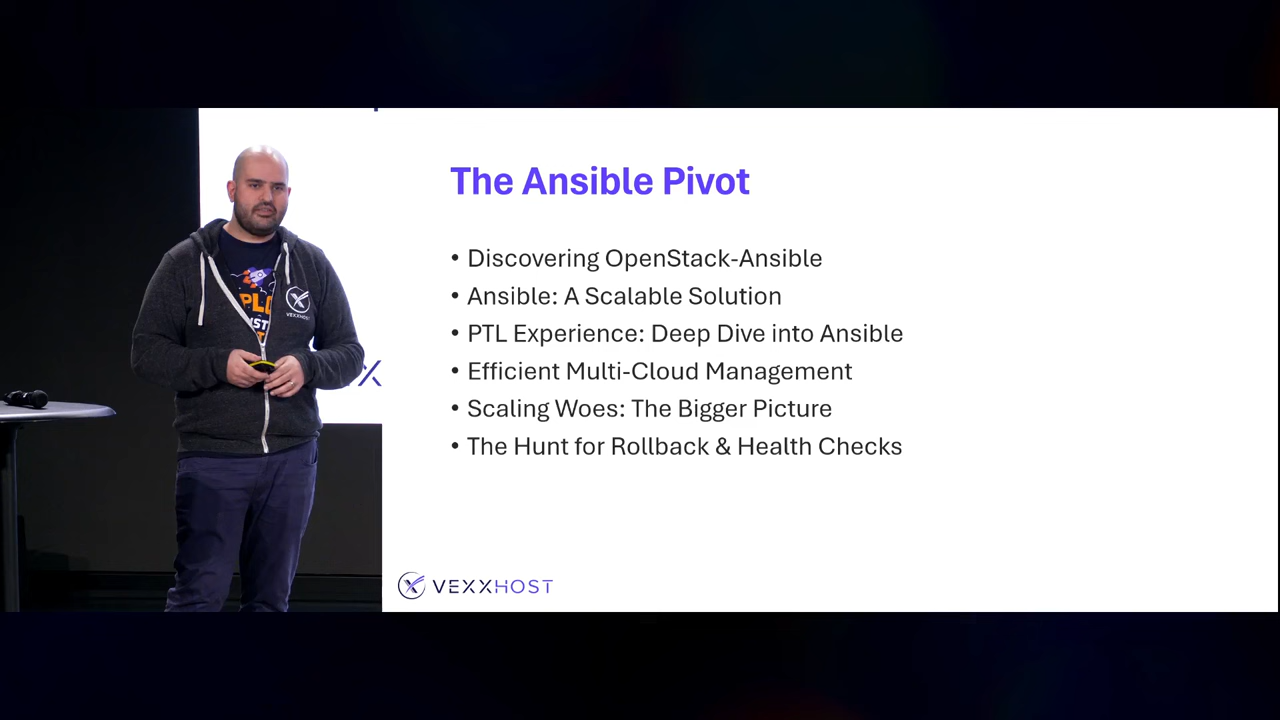 The Ansible Pivot
• Discovering OpenStack-Ansible
• Ansible: A Scalable Solution
• PTL Experience: Deep Dive into Ansible
• Efficient Multi-Cloud Management
• Scaling Woes: The Bigger Picture
• The Hunt for Rollback & Health Checks
VEXXHOST
VEXXHOST